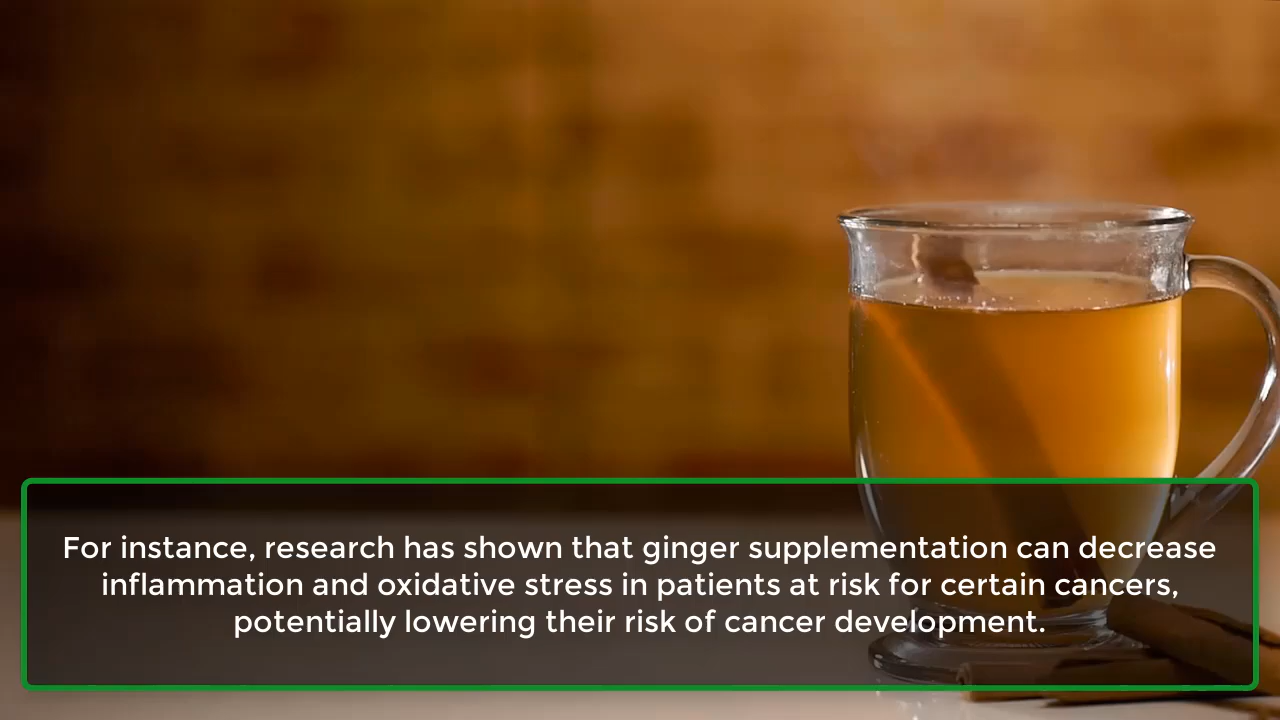 For instance, research has shown that ginger supplementation can decrease
inflammation and oxidative stress in patients at risk for certain cancers,
potentially lowering their risk of cancer development.